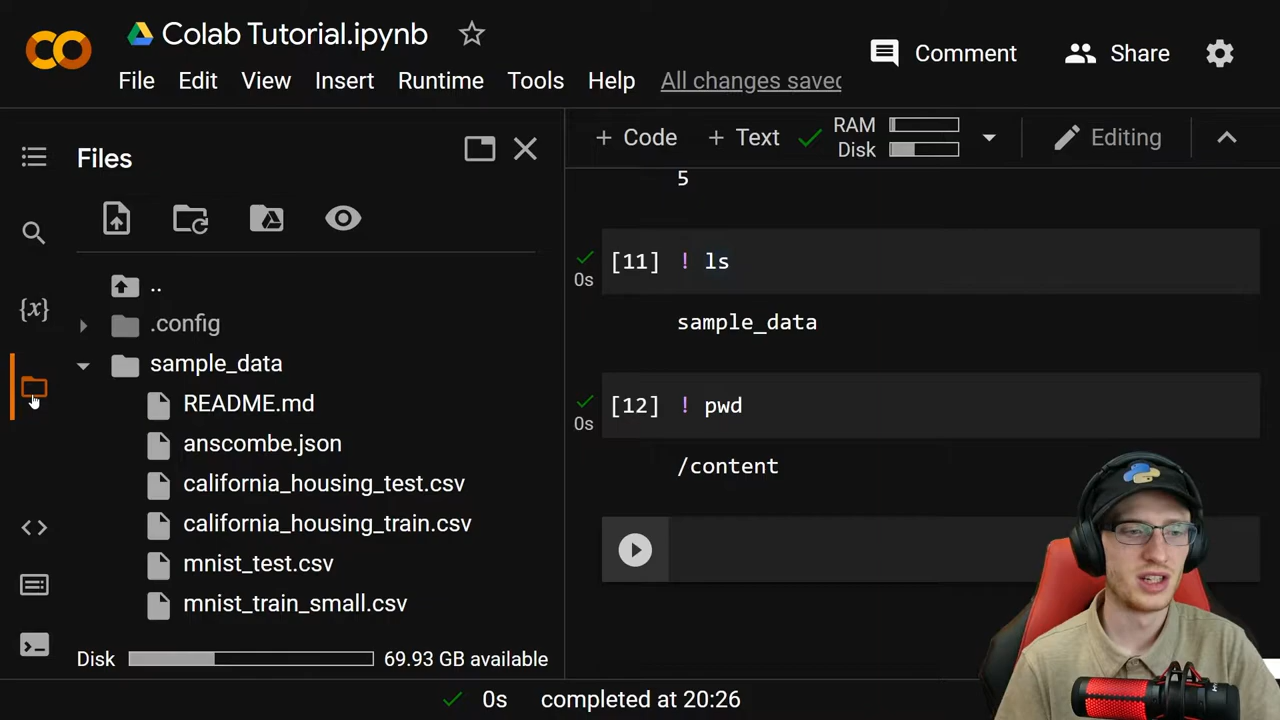 Colab Tutorial.ipynb
File Edit View Insert Runtime Tools Help All changes saved
Comment Share
Files
+ Code + Text RAM Disk Editing
..
.config
sample_data
README.md
anscombe.json
california_housing_test.csv
california_housing_train.csv
mnist_test.csv
mnist_train_small.csv
Disk 69.93 GB available
{x}
5
[11] ! ls
0s
sample_data
[12] ! pwd
0s
/content
0s completed at 20:26